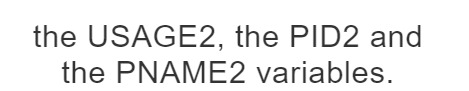 the USAGE2, the PID2 and
the PNAME2 variables.